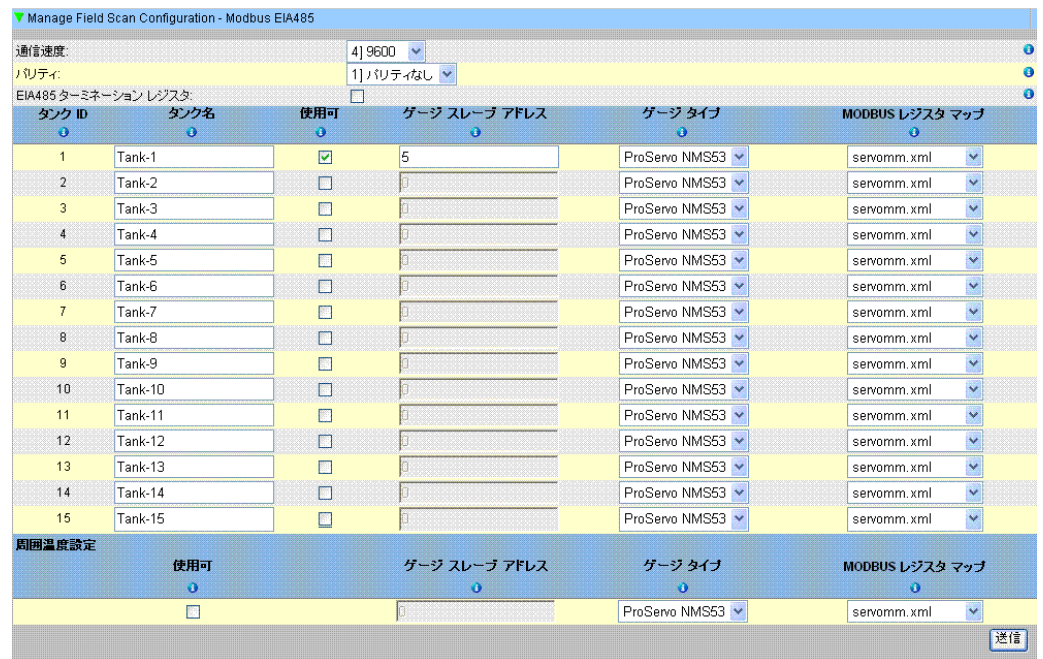 Manage Field Scan Configuration - Modbus EIA485
通信速度: 4] 9600
パリティ: 1] パリティなし
EIA485 ターミネーション レジスタ:
タンク ID タンク名 使用可 ゲージ スレーブ アドレス ゲージ タイプ MODBUS レジスタ マップ
1 Tank-1 5 ProServo NMS53 servomm.xml
2 Tank-2 0 ProServo NMS53 servomm.xml
3 Tank-3 0 ProServo NMS53 servomm.xml
4 Tank-4 0 ProServo NMS53 servomm.xml
5 Tank-5 0 ProServo NMS53 servomm.xml
6 Tank-6 0 ProServo NMS53 servomm.xml
7 Tank-7 0 ProServo NMS53 servomm.xml
8 Tank-8 0 ProServo NMS53 servomm.xml
9 Tank-9 0 ProServo NMS53 servomm.xml
10 Tank-10 0 ProServo NMS53 servomm.xml
11 Tank-11 0 ProServo NMS53 servomm.xml
12 Tank-12 0 ProServo NMS53 servomm.xml
13 Tank-13 0 ProServo NMS53 servomm.xml
14 Tank-14 0 ProServo NMS53 servomm.xml
15 Tank-15 0 ProServo NMS53 servomm.xml
周囲温度設定
使用可 ゲージ スレーブ アドレス ゲージ タイプ MODBUS レジスタ マップ
0 ProServo NMS53 servomm.xml
送信